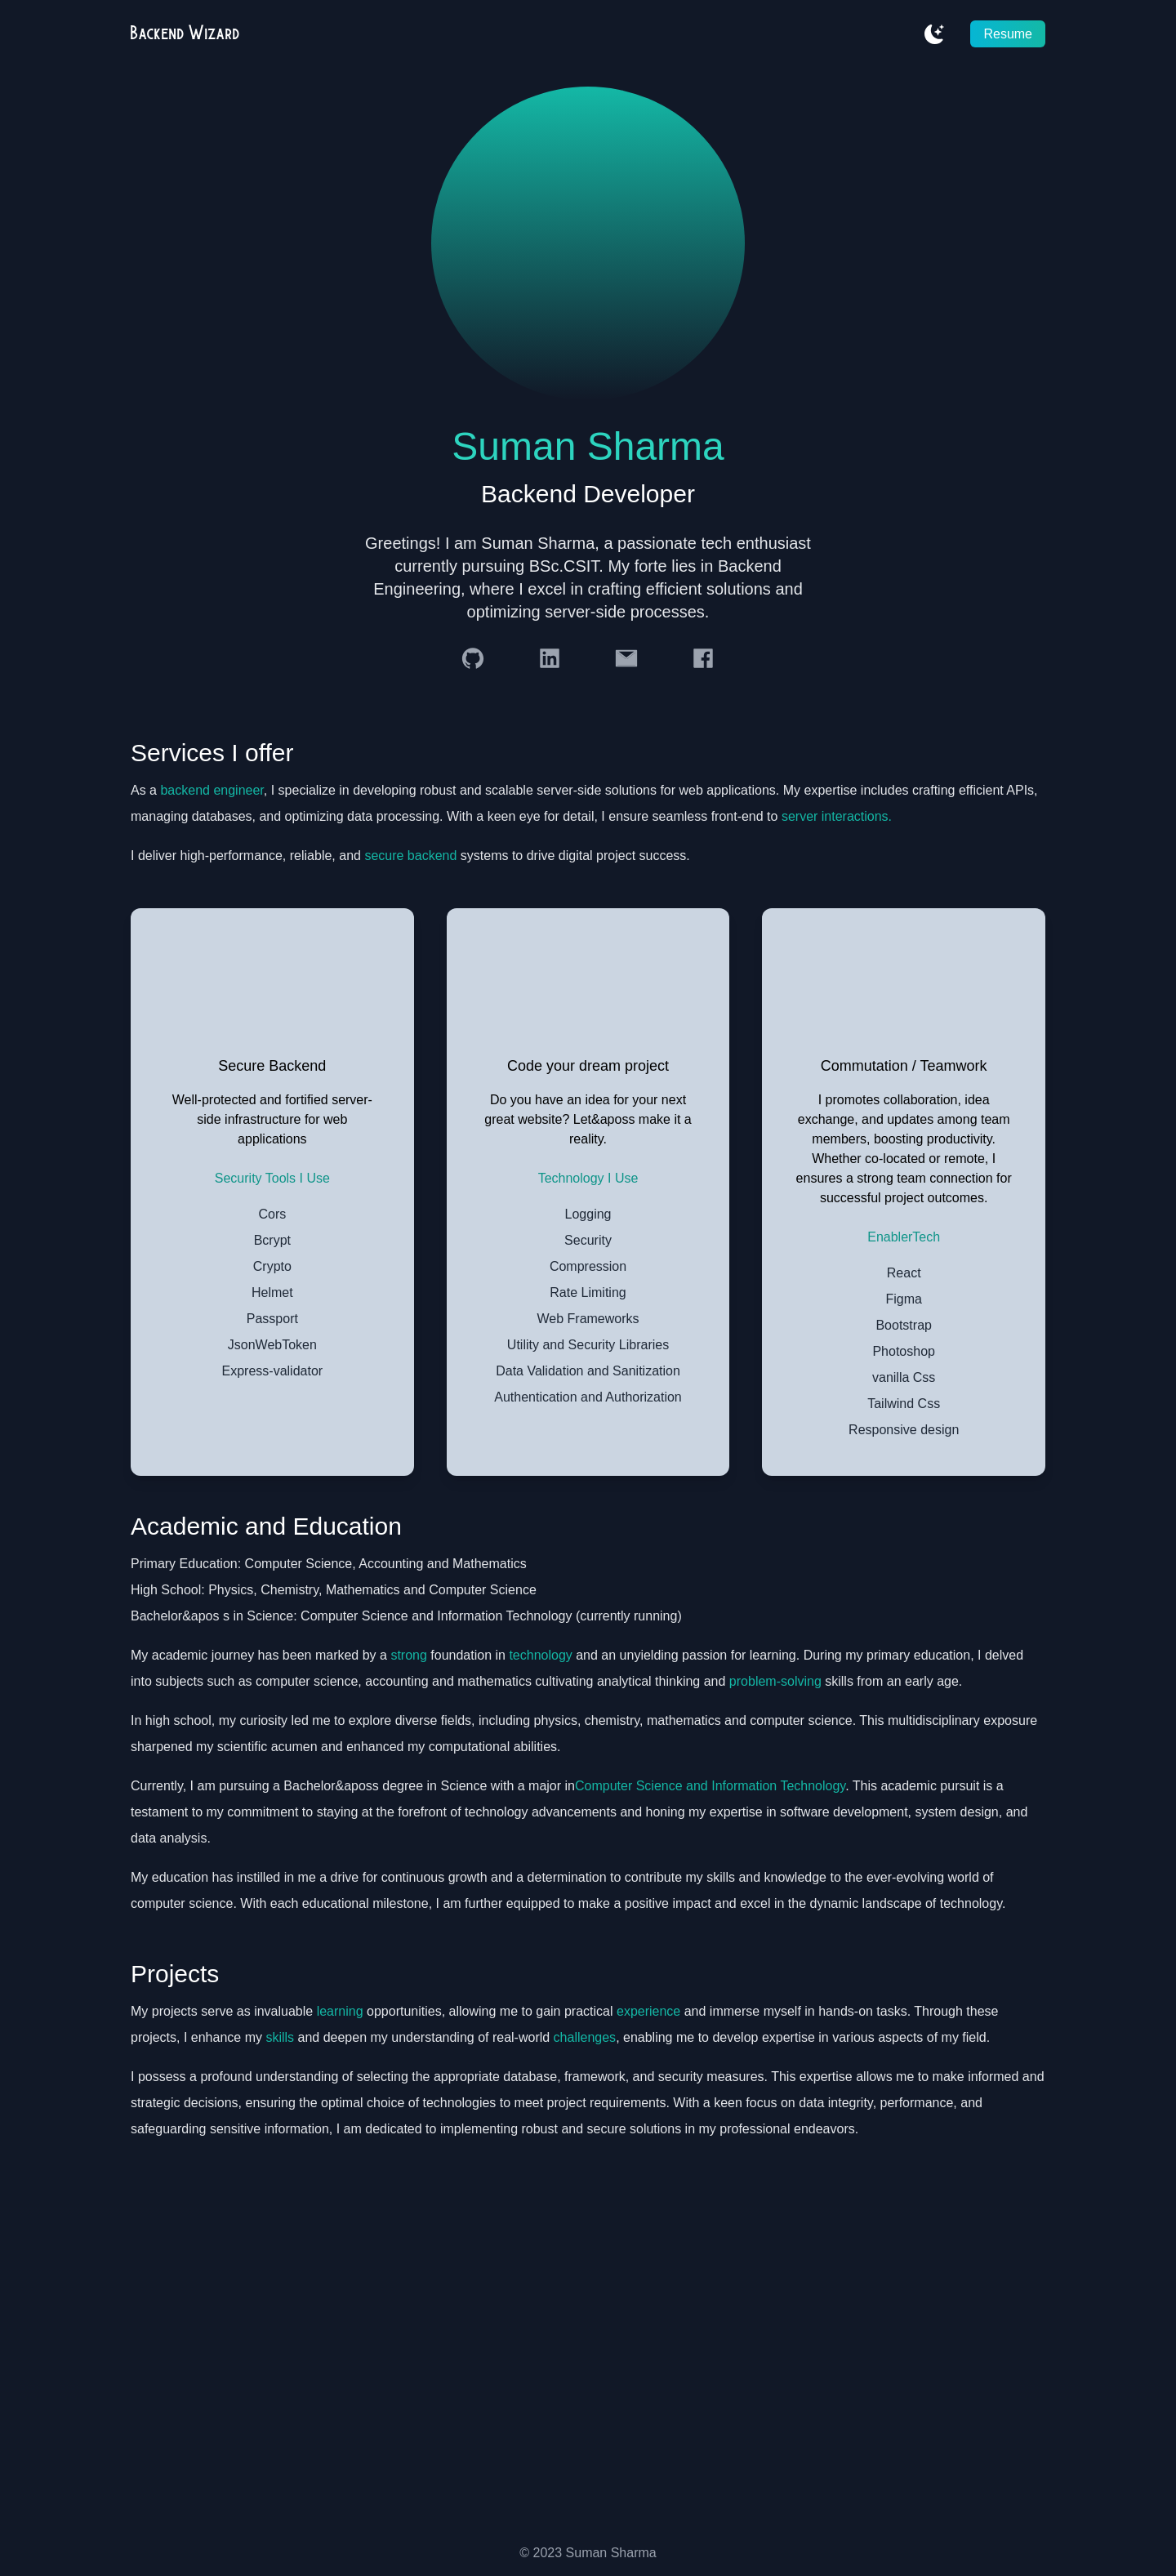 Backend Wizard
Resume
Suman Sharma
Backend Developer
Greetings! I am Suman Sharma, a passionate tech enthusiast
currently pursuing BSc.CSIT. My forte lies in Backend
Engineering, where I excel in crafting efficient solutions and
optimizing server-side processes.
Services I offer
As a backend engineer, I specialize in developing robust and scalable server-side solutions for web applications. My expertise includes crafting efficient APIs,
managing databases, and optimizing data processing. With a keen eye for detail, I ensure seamless front-end to server interactions.
I deliver high-performance, reliable, and secure backend systems to drive digital project success.
Secure Backend
Well-protected and fortified server-
side infrastructure for web
applications
Security Tools I Use
Cors
Bcrypt
Crypto
Helmet
Passport
JsonWebToken
Express-validator
Code your dream project
Do you have an idea for your next
great website? Let&aposs make it a
reality.
Technology I Use
Logging
Security
Compression
Rate Limiting
Web Frameworks
Utility and Security Libraries
Data Validation and Sanitization
Authentication and Authorization
Commutation / Teamwork
I promotes collaboration, idea
exchange, and updates among team
members, boosting productivity.
Whether co-located or remote, I
ensures a strong team connection for
successful project outcomes.
EnablerTech
React
Figma
Bootstrap
Photoshop
vanilla Css
Tailwind Css
Responsive design
Academic and Education
Primary Education: Computer Science, Accounting and Mathematics
High School: Physics, Chemistry, Mathematics and Computer Science
Bachelor&apos s in Science: Computer Science and Information Technology (currently running)
My academic journey has been marked by a strong foundation in technology and an unyielding passion for learning. During my primary education, I delved
into subjects such as computer science, accounting and mathematics cultivating analytical thinking and problem-solving skills from an early age.
In high school, my curiosity led me to explore diverse fields, including physics, chemistry, mathematics and computer science. This multidisciplinary exposure
sharpened my scientific acumen and enhanced my computational abilities.
Currently, I am pursuing a Bachelor&aposs degree in Science with a major inComputer Science and Information Technology. This academic pursuit is a
testament to my commitment to staying at the forefront of technology advancements and honing my expertise in software development, system design, and
data analysis.
My education has instilled in me a drive for continuous growth and a determination to contribute my skills and knowledge to the ever-evolving world of
computer science. With each educational milestone, I am further equipped to make a positive impact and excel in the dynamic landscape of technology.
Projects
My projects serve as invaluable learning opportunities, allowing me to gain practical experience and immerse myself in hands-on tasks. Through these
projects, I enhance my skills and deepen my understanding of real-world challenges, enabling me to develop expertise in various aspects of my field.
I possess a profound understanding of selecting the appropriate database, framework, and security measures. This expertise allows me to make informed and
strategic decisions, ensuring the optimal choice of technologies to meet project requirements. With a keen focus on data integrity, performance, and
safeguarding sensitive information, I am dedicated to implementing robust and secure solutions in my professional endeavors.
© 2023 Suman Sharma